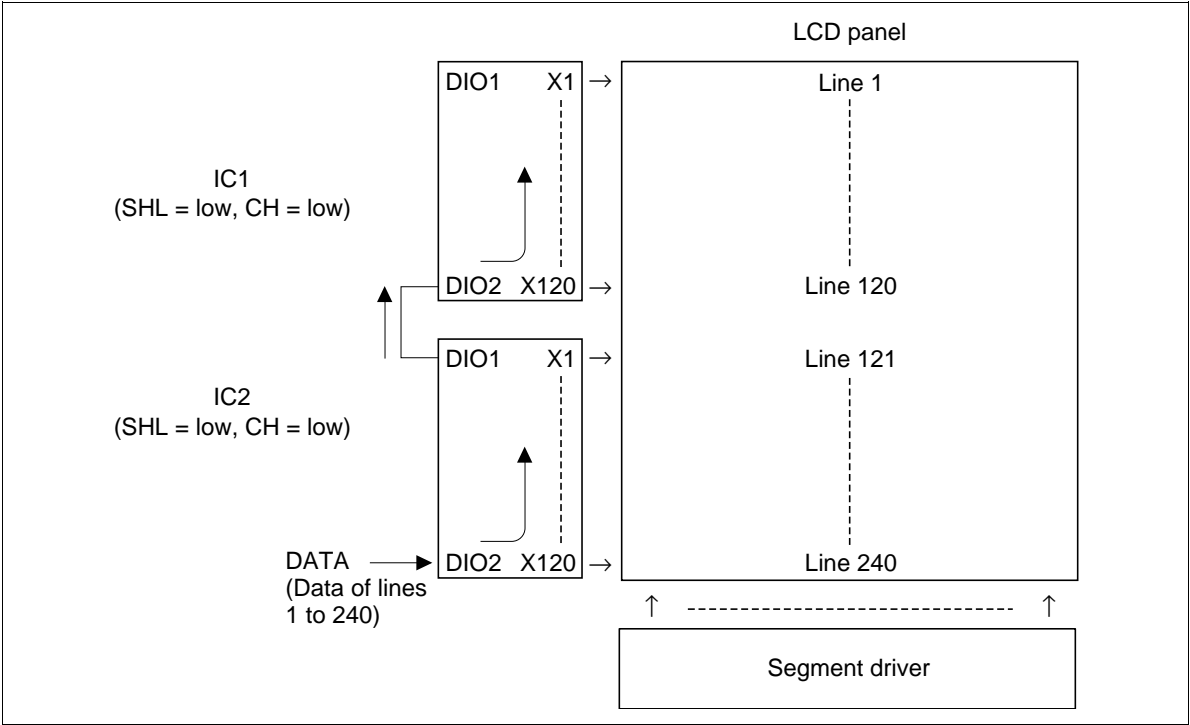 LCD panel
DIO1 X1 → Line 1
IC1
(SHL = low, CH = low)
DIO2 X120 → Line 120
DIO1 X1 → Line 121
IC2
(SHL = low, CH = low)
DATA
(Data of lines
1 to 240)
DIO2 X120 → Line 240
Segment driver